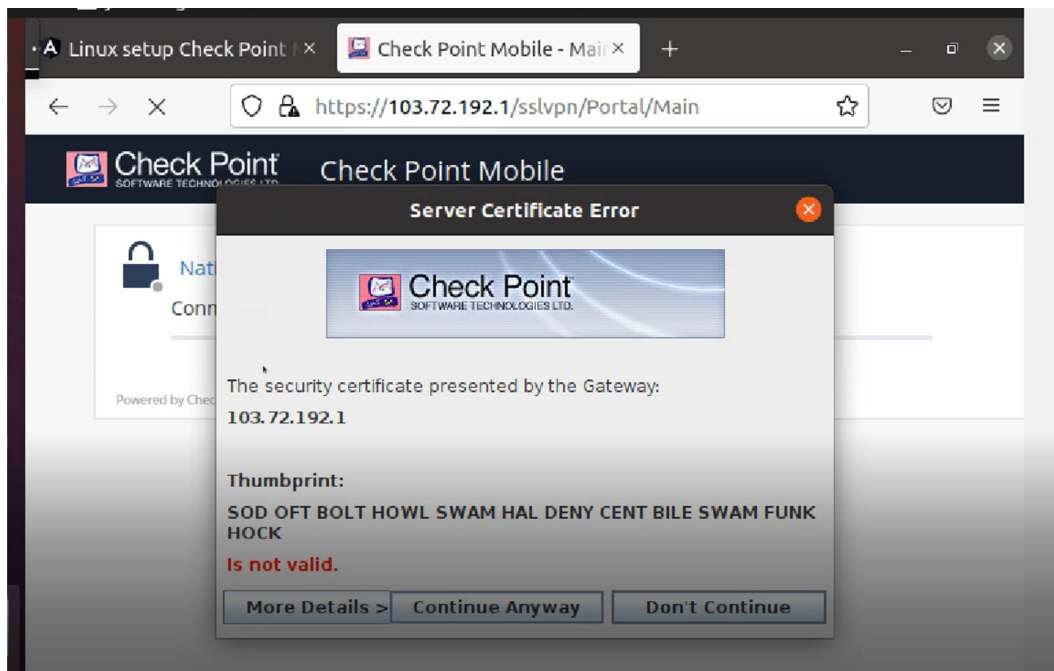 Linux setup Check Point
Check Point Mobile - Main
https://103.72.192.1/sslvpn/Portal/Main
Check Point
SOFTWARE TECHNOLOGIES LTD.
Check Point Mobile
Server Certificate Error
Nati
Conn
Check Point
SOFTWARE TECHNOLOGIES LTD.
The security certificate presented by the Gateway:
103.72.192.1
Powered by Chec
Thumbprint:
SOD OFT BOLT HOWL SWAM HAL DENY CENT BILE SWAM FUNK
HOCK
Is not valid.
More Details > Continue Anyway Don't Continue